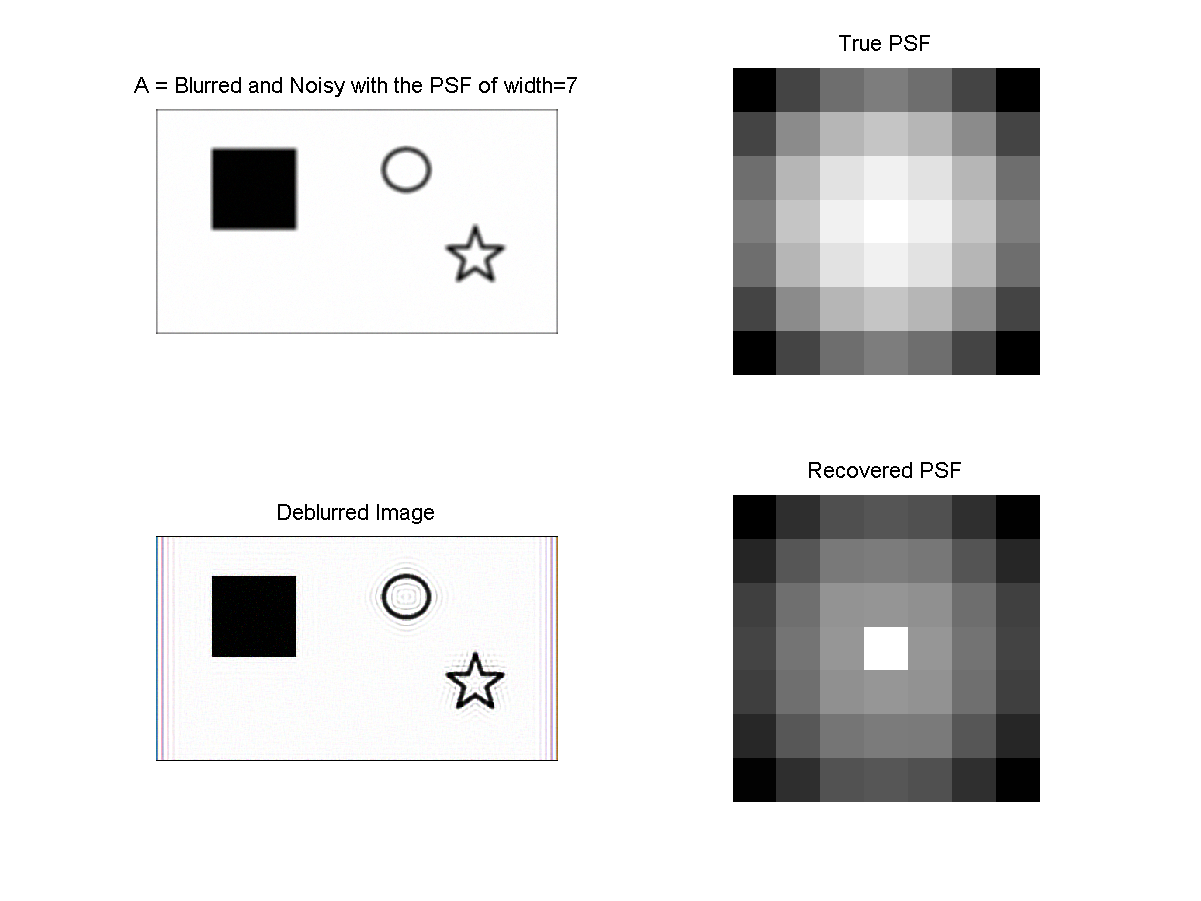 True PSF
A = Blurred and Noisy with the PSF of width=7
Recovered PSF
Deblurred Image